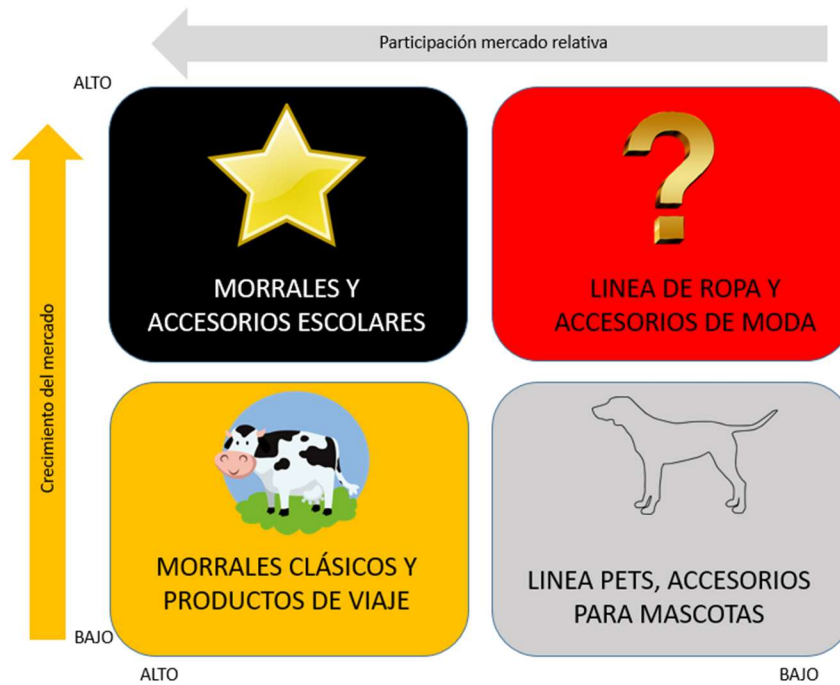 Participación mercado relativa
ALTO
MORRALES Y
ACCESORIOS ESCOLARES
?
LINEA DE ROPA Y
ACCESORIOS DE MODA
Crecimiento del mercado
MORRALES CLÁSICOS Y
PRODUCTOS DE VIAJE
LINEA PETS, ACCESORIOS
PARA MASCOTAS
BAJO
ALTO
BAJO